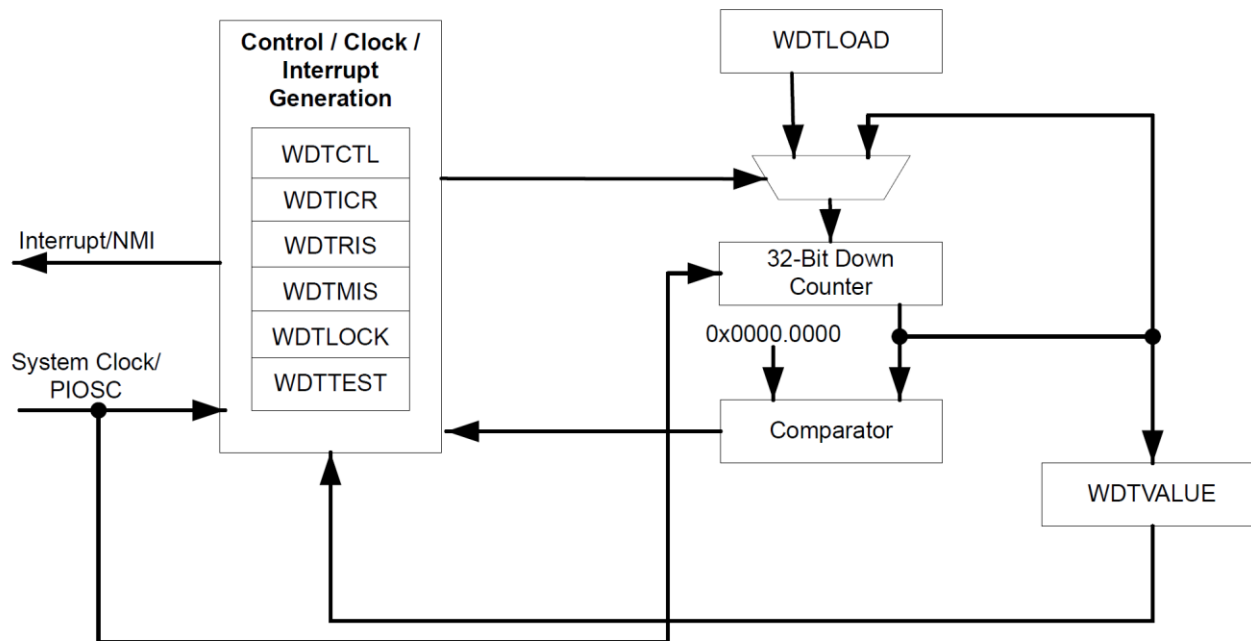 Control / Clock /
Interrupt
Generation
WDTCTL
WDTICR
WDTRIS
WDTMIS
WDTLOCK
WDTTEST
Interrupt/NMI
System Clock/
PIOSC
WDTLOAD
32-Bit Down
Counter
0x0000.0000
Comparator
WDTVALUE